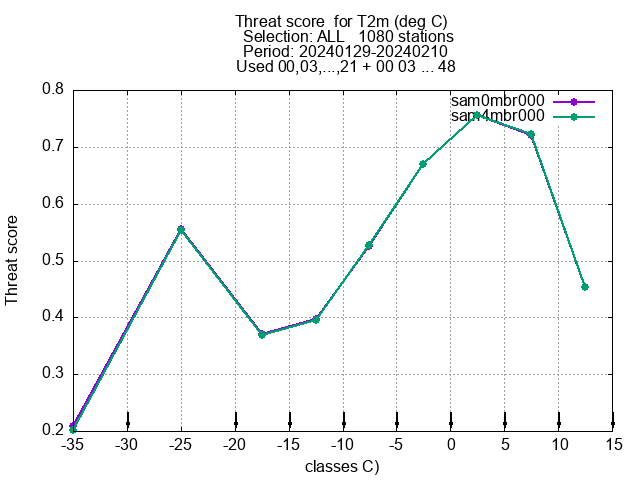 Threat score  for T2m (deg C)
Selection: ALL   1080 stations
Period: 20240129-20240210
Used 00,03,...,21 + 00 03 ... 48
0.8
0.7
0.6
0.5
0.4
0.3
0.2
Threat score
sam0mbr000
-35 -30 -25 -20 -15 -10 -5 0 5 10 15
classes C)